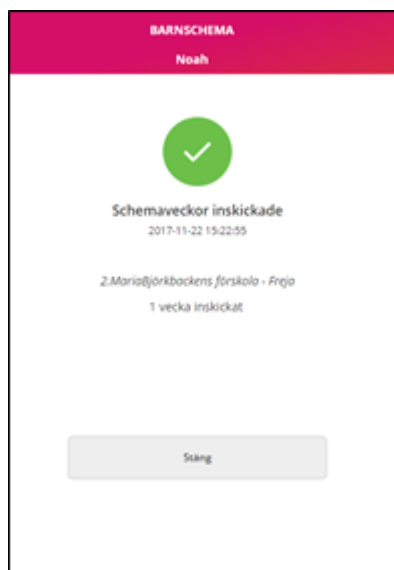 BARNSCHEMA
Noah
Schemaveckor inskickade
2017-11-22 15:22:55
2.MariaBjörkbackens förskola - Freja
1 vecka inskickat
Stäng